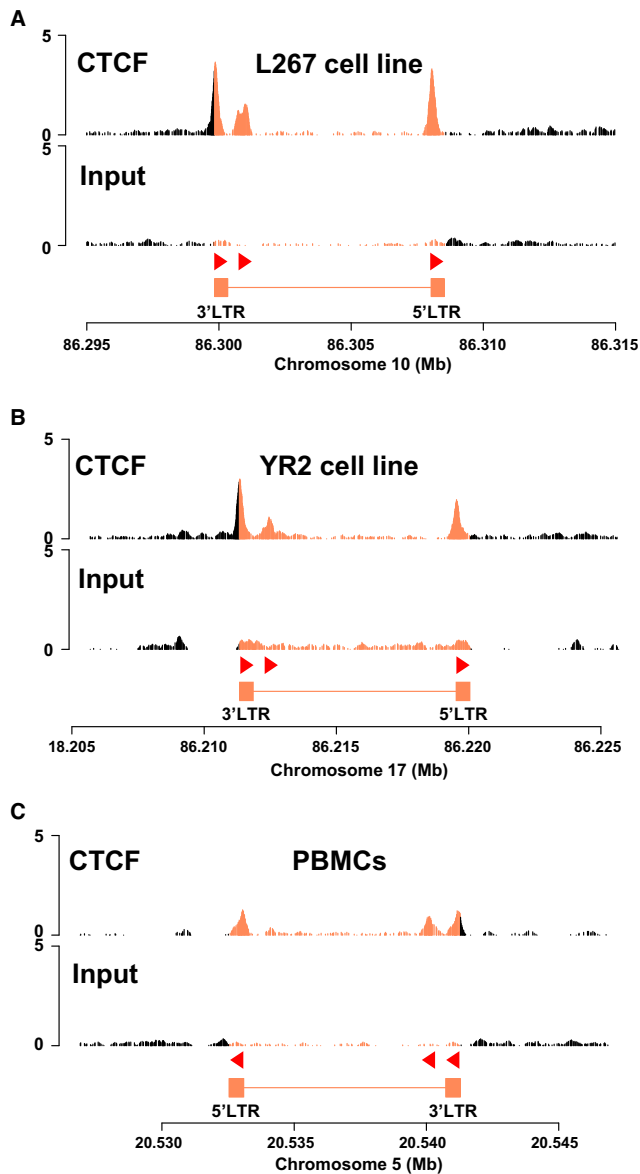 A
5
CTCF L267 cell line
0
5
Input
0
3'LTR 5'LTR
86.295 86.300 86.305 86.310 86.315
Chromosome 10 (Mb)
B
5
CTCF YR2 cell line
0
5
Input
0
3'LTR 5'LTR
18.205 86.210 86.215 86.220 86.225
Chromosome 17 (Mb)
C
5
CTCF PBMCs
0
5
Input
0
5'LTR 3'LTR
20.530 20.535 20.540 20.545
Chromosome 5 (Mb)